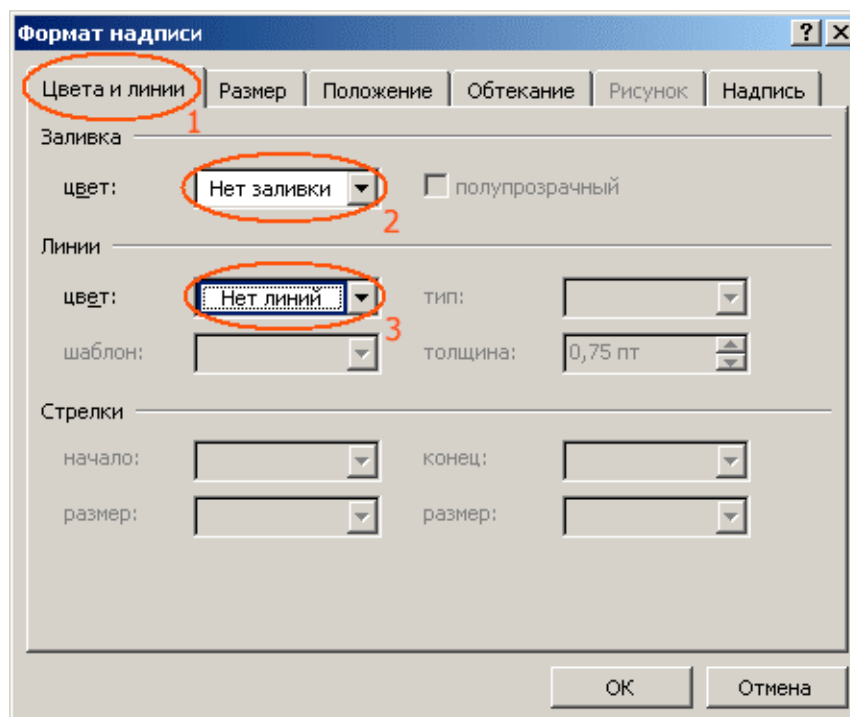 Формат надписи
Цвета и линии Размер Положение Обтекание Рисунок Надпись
1
Заливка
цвет: Нет заливки полупрозрачный
2
Линии
цвет: Нет линий тип:
3
шаблон: толщина: 0,75 пт
Стрелки
начало: конец:
размер: размер:
ОК Отмена